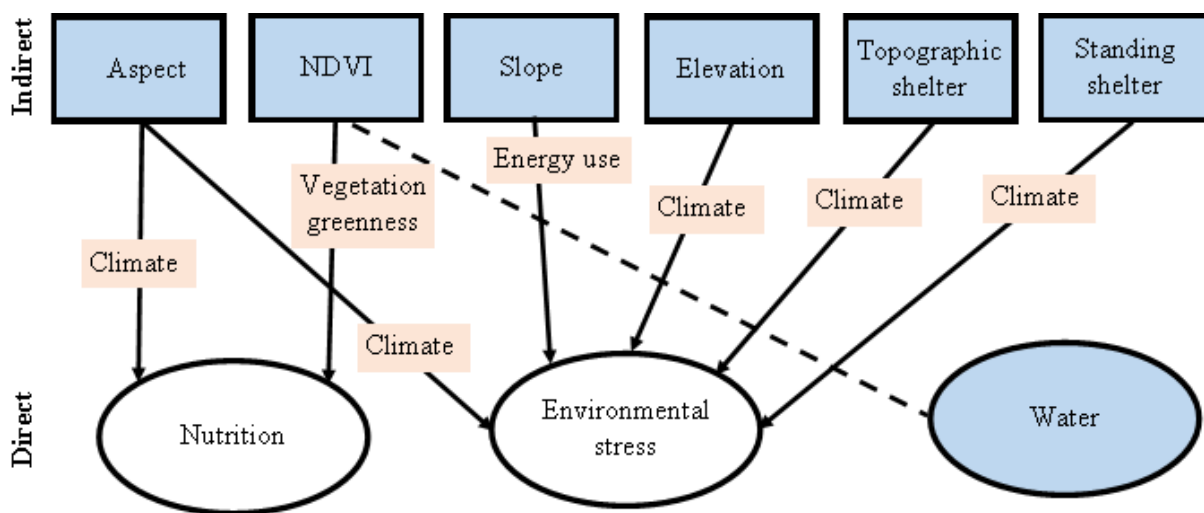 Indirect
Aspect
NDVI
Slope
Elevation
Topographic
shelter
Standing
shelter
Energy use
Vegetation
greenness
Climate
Climate
Climate
Climate
Climate
Direct
Nutrition
Environmental
stress
Water